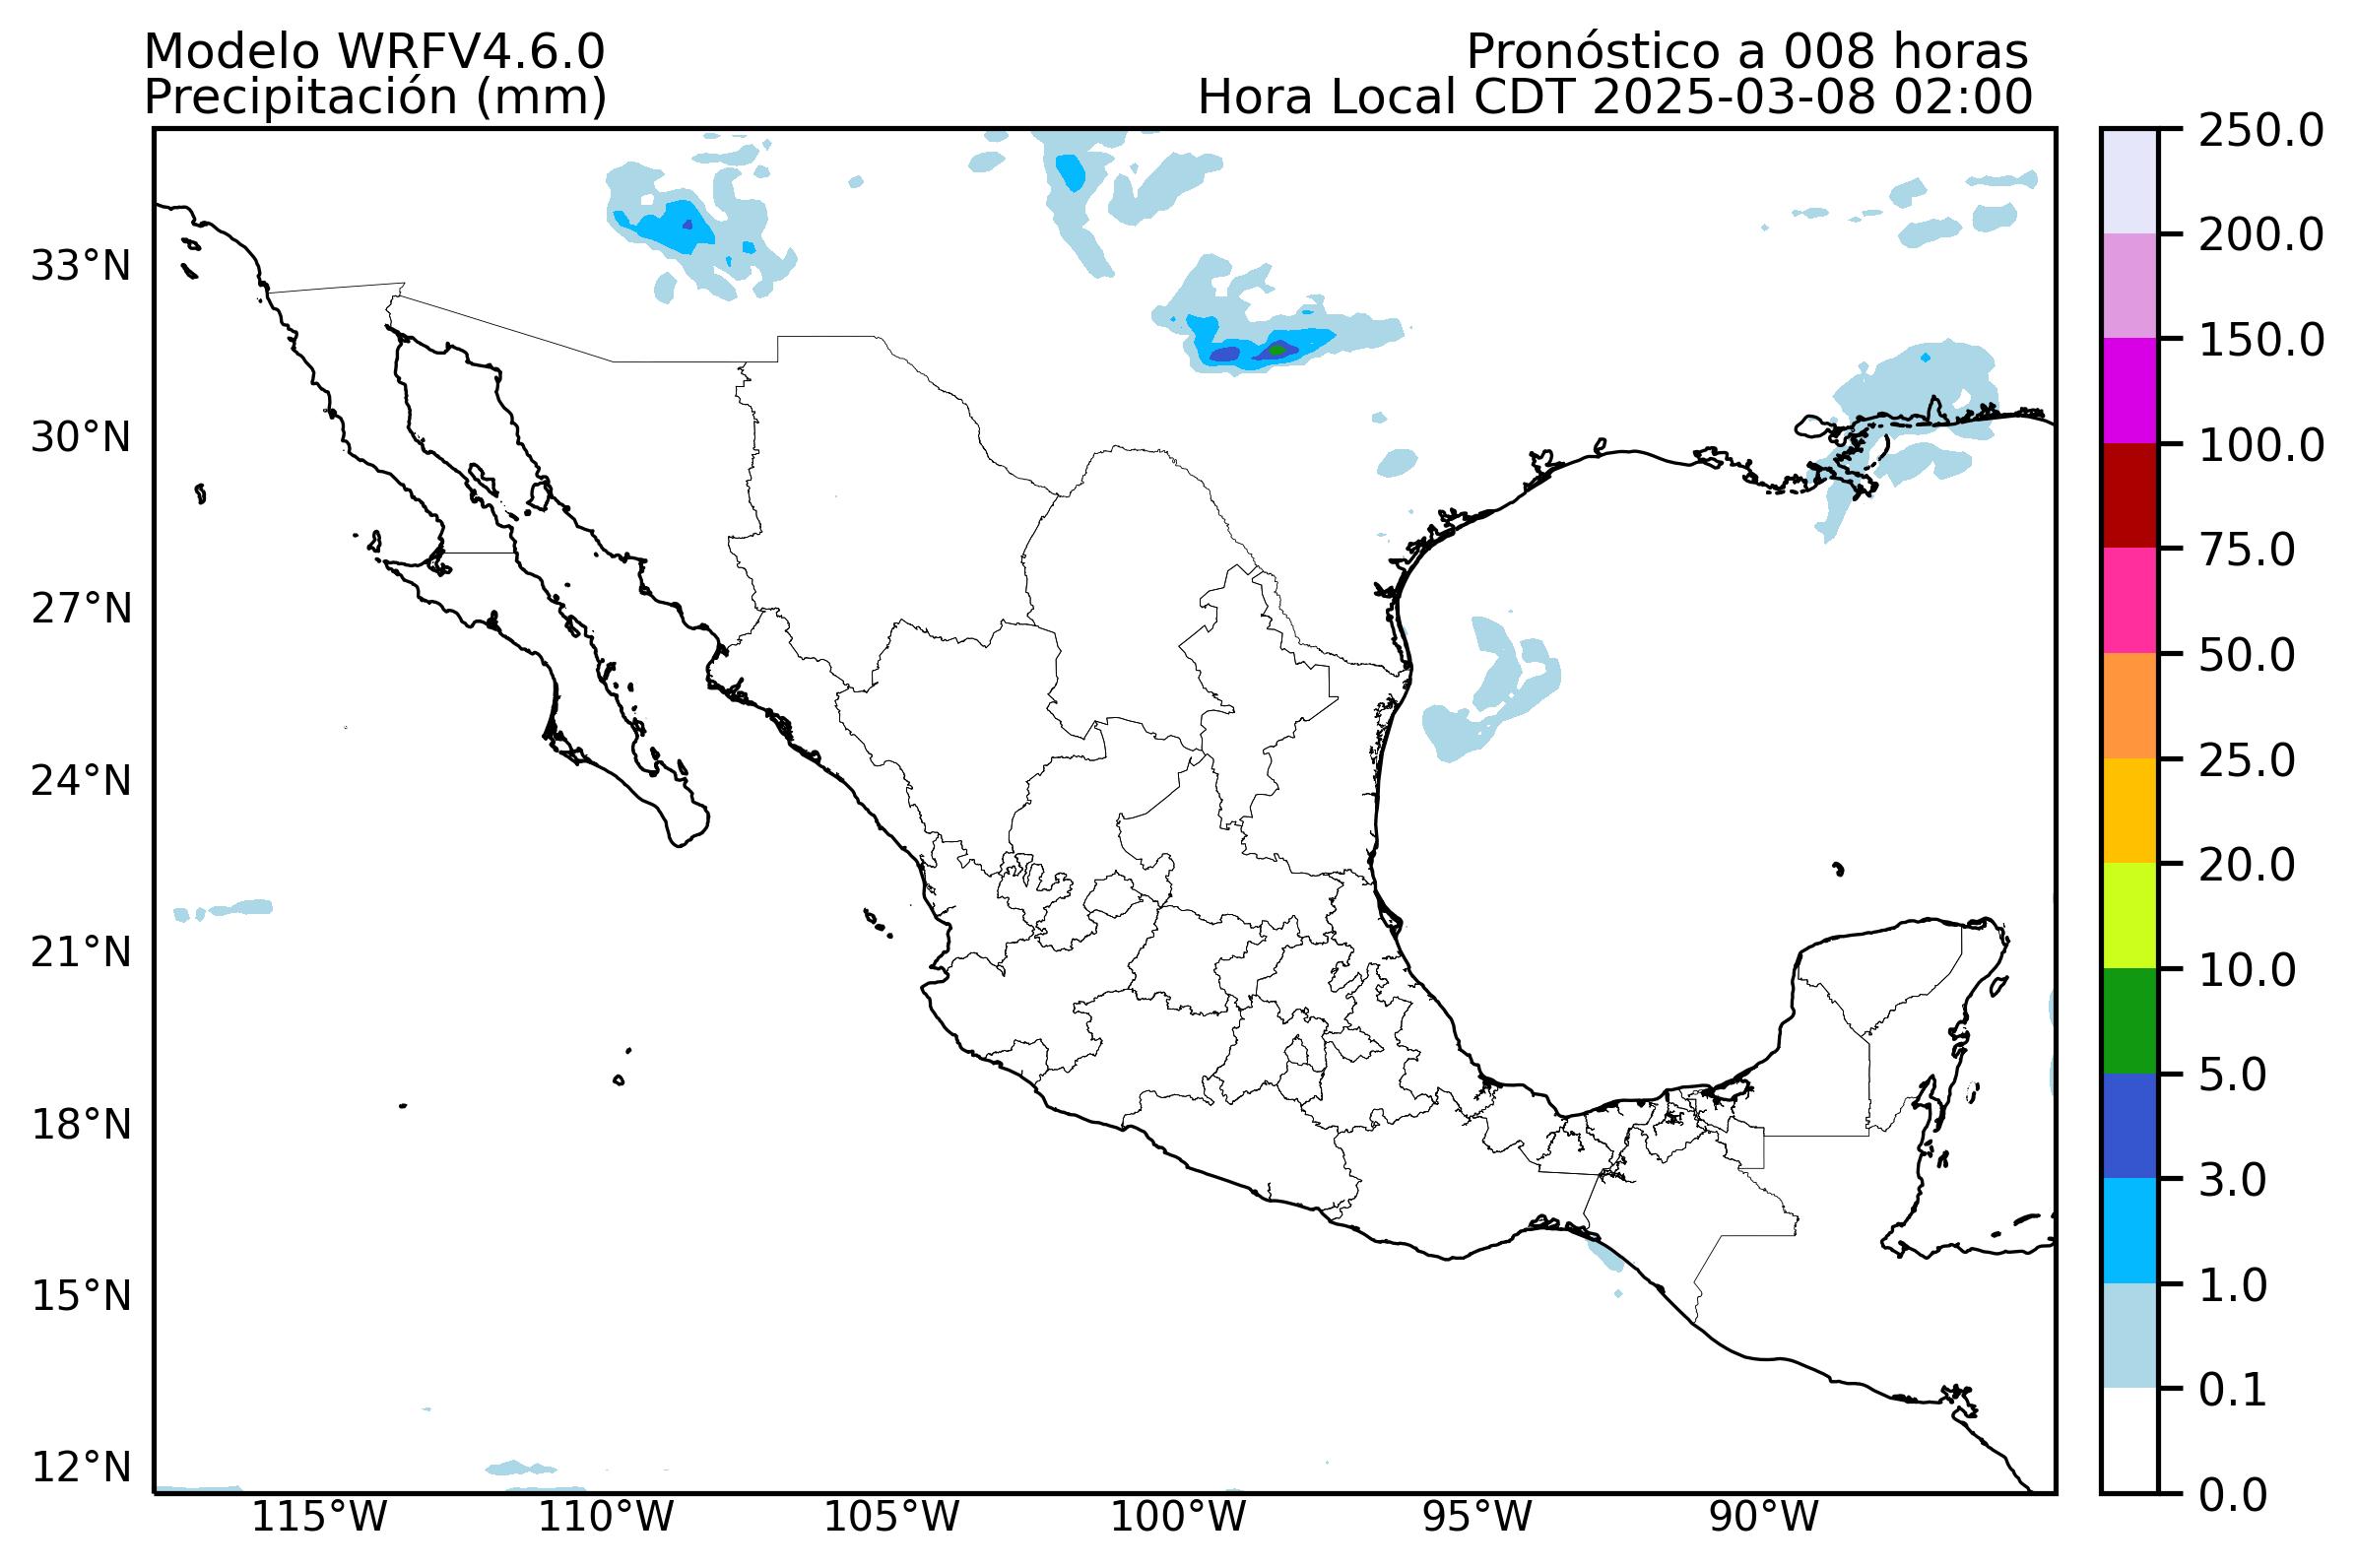 Modelo WRFV4.6.0
Precipitación (mm)
Pronóstico a 008 horas
Hora Local CDT 2025-03-08 02:00
33°N
30°N
27°N
24°N
21°N
18°N
15°N
12°N
115°W
110°W
105°W
100°W
95°W
90°W
250.0
200.0
150.0
100.0
75.0
50.0
25.0
20.0
10.0
5.0
3.0
1.0
0.1
0.0